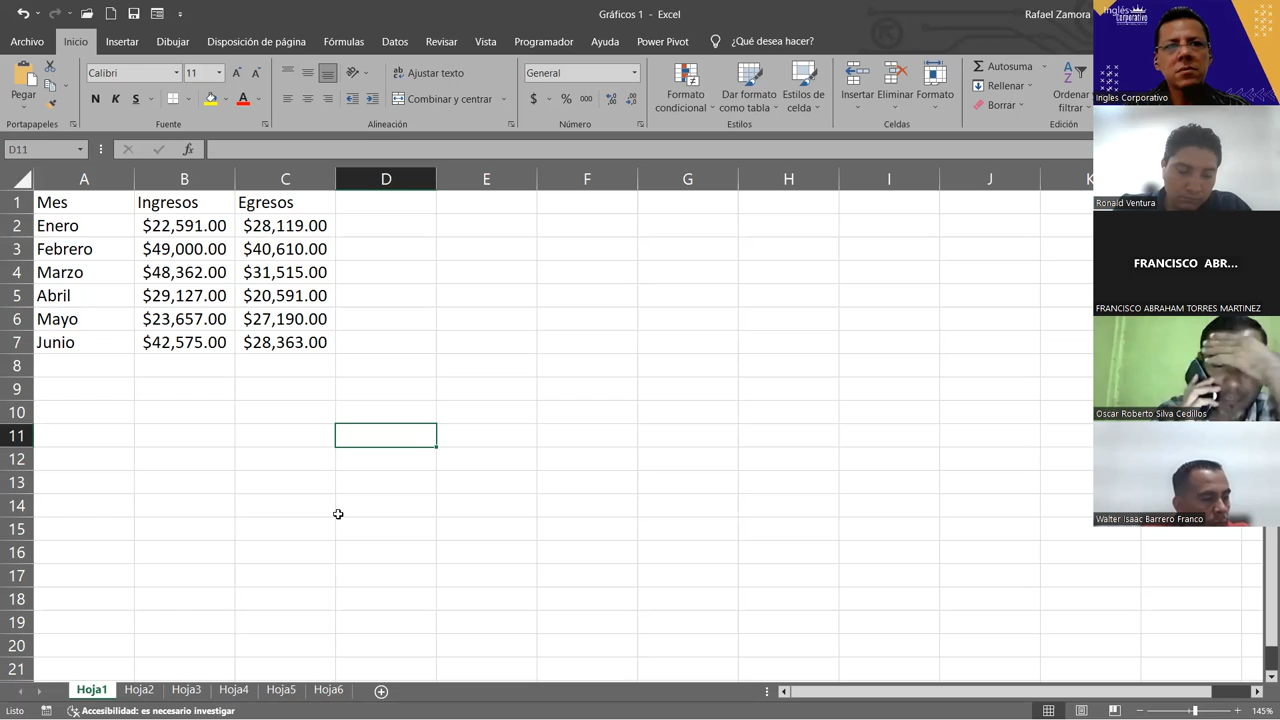 Gráficos 1 - Excel
Rafael Zamora
Archivo Inicio Insertar Dibujar Disposición de página Fórmulas Datos Revisar Vista Programador Ayuda Power Pivot ¿Qué desea hacer?
Pegar
Calibri 11
N K S
Ajustar texto
Combinar y centrar
General
$ % 000
Formato condicional
Dar formato como tabla
Estilos de celda
Insertar Eliminar Formato
Autosuma
Rellenar
Borrar
Ordenar filtrar
Portapapeles Fuente Alineación Número Estilos Celdas Edición
D11 fx
A B C D E F G H I J K
1 Mes Ingresos Egresos
2 Enero $22,591.00 $28,119.00
3 Febrero $49,000.00 $40,610.00
4 Marzo $48,362.00 $31,515.00
5 Abril $29,127.00 $20,591.00
6 Mayo $23,657.00 $27,190.00
7 Junio $42,575.00 $28,363.00
8
9
10
11
12
13
14
15
16
17
18
19
20
21
Hoja1 Hoja2 Hoja3 Hoja4 Hoja5 Hoja6
Listo Accesibilidad: es necesario investigar 145%
Inglés
Corporativo
Ingles Corporativo
Ronald Ventura
FRANCISCO ABR...
FRANCISCO ABRAHAM TORRES MARTINEZ
Oscar Roberto Silva Cedillos
Walter Isaac Barrero Franco